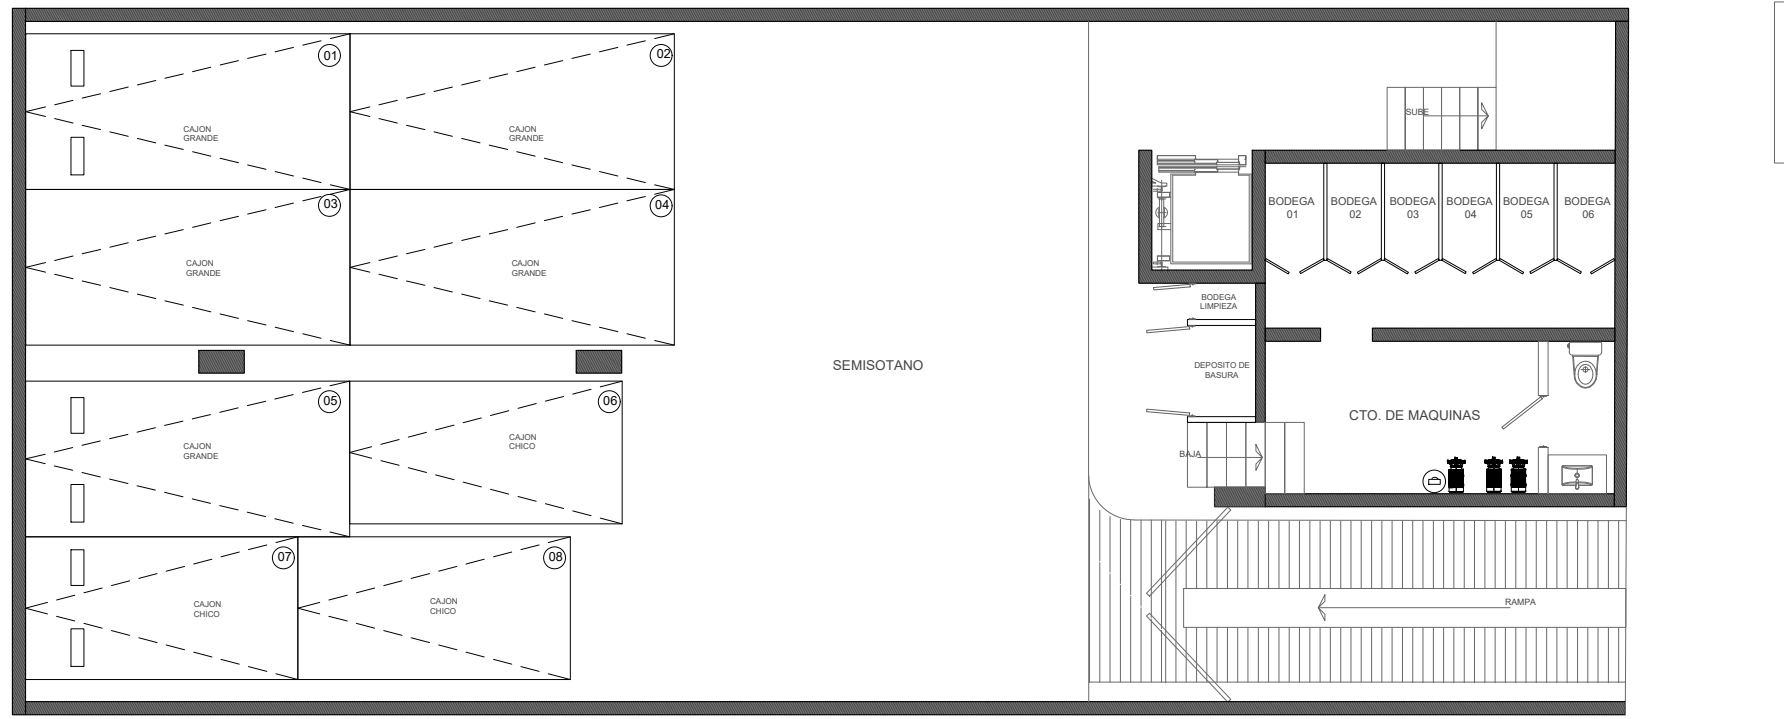 01
02
CAJON
GRANDE
CAJON
GRANDE
03
04
CAJON
GRANDE
CAJON
GRANDE
05
06
CAJON
GRANDE
CAJON
CHICO
07
08
CAJON
CHICO
CAJON
CHICO
SEMISOTANO
SUBE
BODEGA
01
BODEGA
02
BODEGA
03
BODEGA
04
BODEGA
05
BODEGA
06
BODEGA
LIMPIEZA
DEPOSITO DE
BASURA
CTO. DE MAQUINAS
BAJA
RAMPA